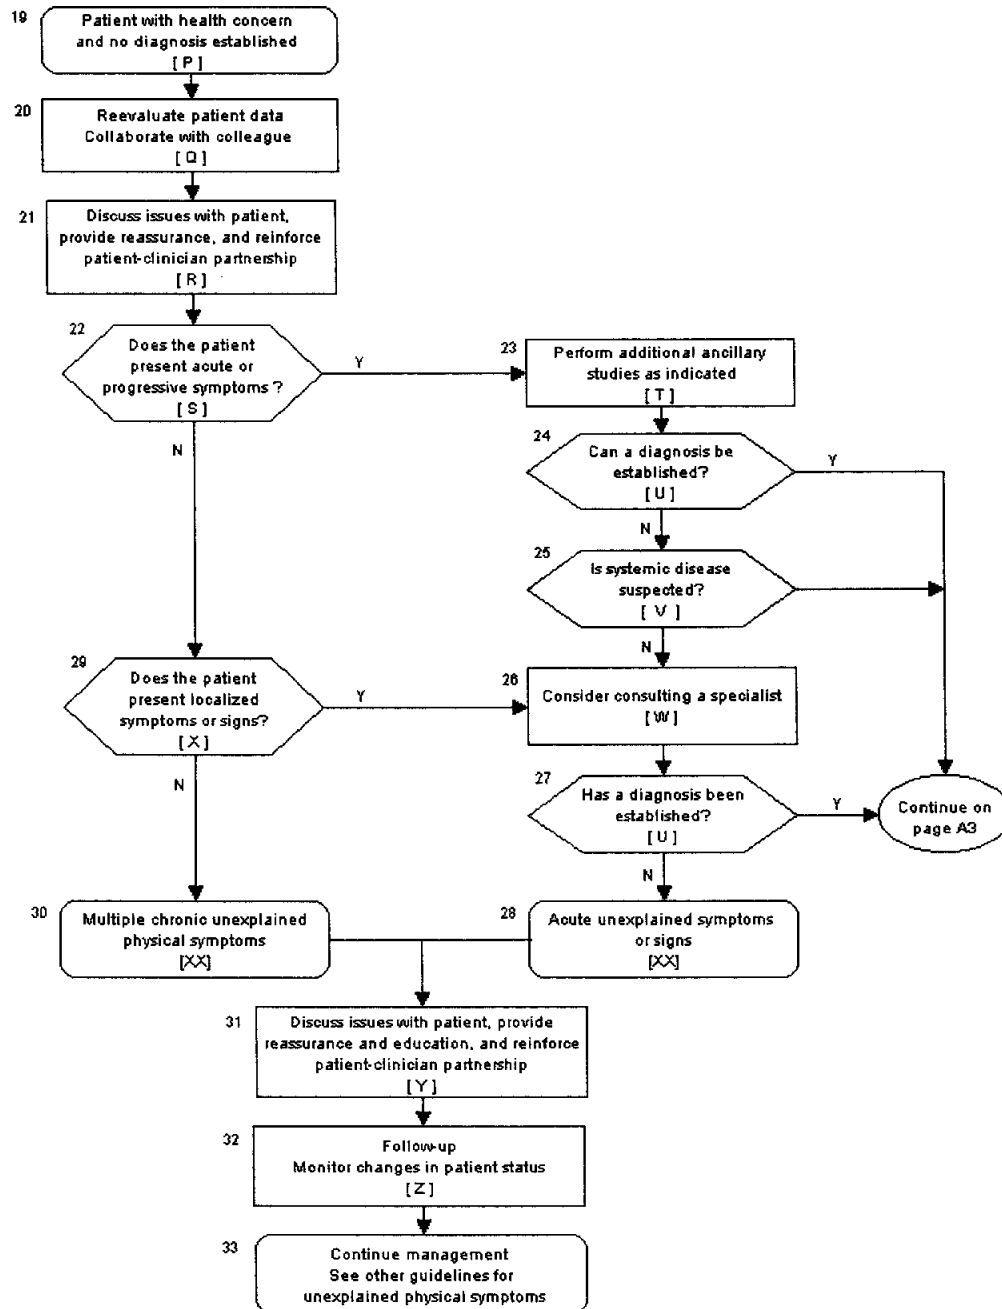 19
Patient with health concern
and no diagnosis established
[ P ]
20
Reevaluate patient data
Collaborate with colleague
[ Q ]
21
Discuss issues with patient,
provide reassurance, and reinforce
patient-clinician partnership
[ R ]
22
Does the patient
present acute or
progressive symptoms ?
[ S ]
Y
N
23
Perform additional ancillary
studies as indicated
[ T ]
24
Can a diagnosis be
established?
[ U ]
Y
N
25
Is systemic disease
suspected?
[ V ]
N
29
Does the patient
present localized
symptoms or signs?
[ X ]
Y
N
26
Consider consulting a specialist
[ W ]
27
Has a diagnosis been
established?
[ U ]
Y
N
Continue on
page A3
30
Multiple chronic unexplained
physical symptoms
[XX]
28
Acute unexplained symptoms
or signs
[XX]
31
Discuss issues with patient, provide
reassurance and education, and reinforce
patient-clinician partnership
[ Y ]
32
Follow-up
Monitor changes in patient status
[ Z ]
33
Continue management
See other guidelines for
unexplained physical symptoms